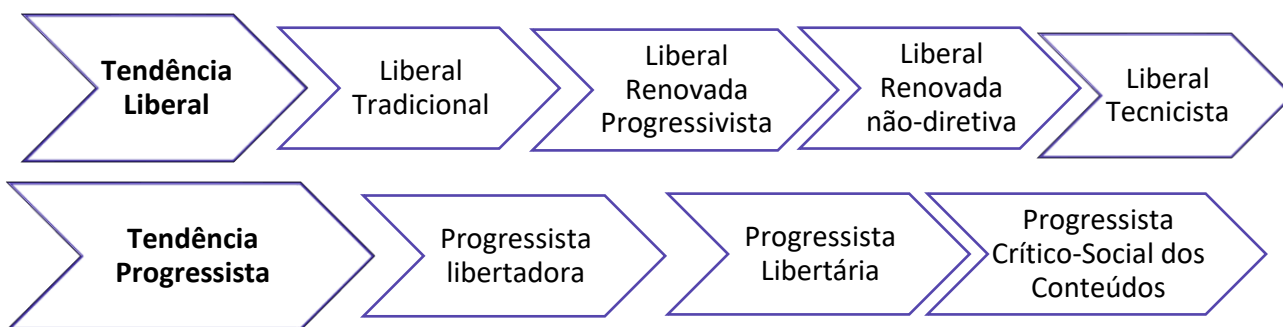 Tendência
Liberal
Liberal
Tradicional
Liberal
Renovada
Progressivista
Liberal
Renovada
não-diretiva
Liberal
Tecnicista
Tendência
Progressista
Progressista
libertadora
Progressista
Libertária
Progressista
Crítico-Social dos
Conteúdos